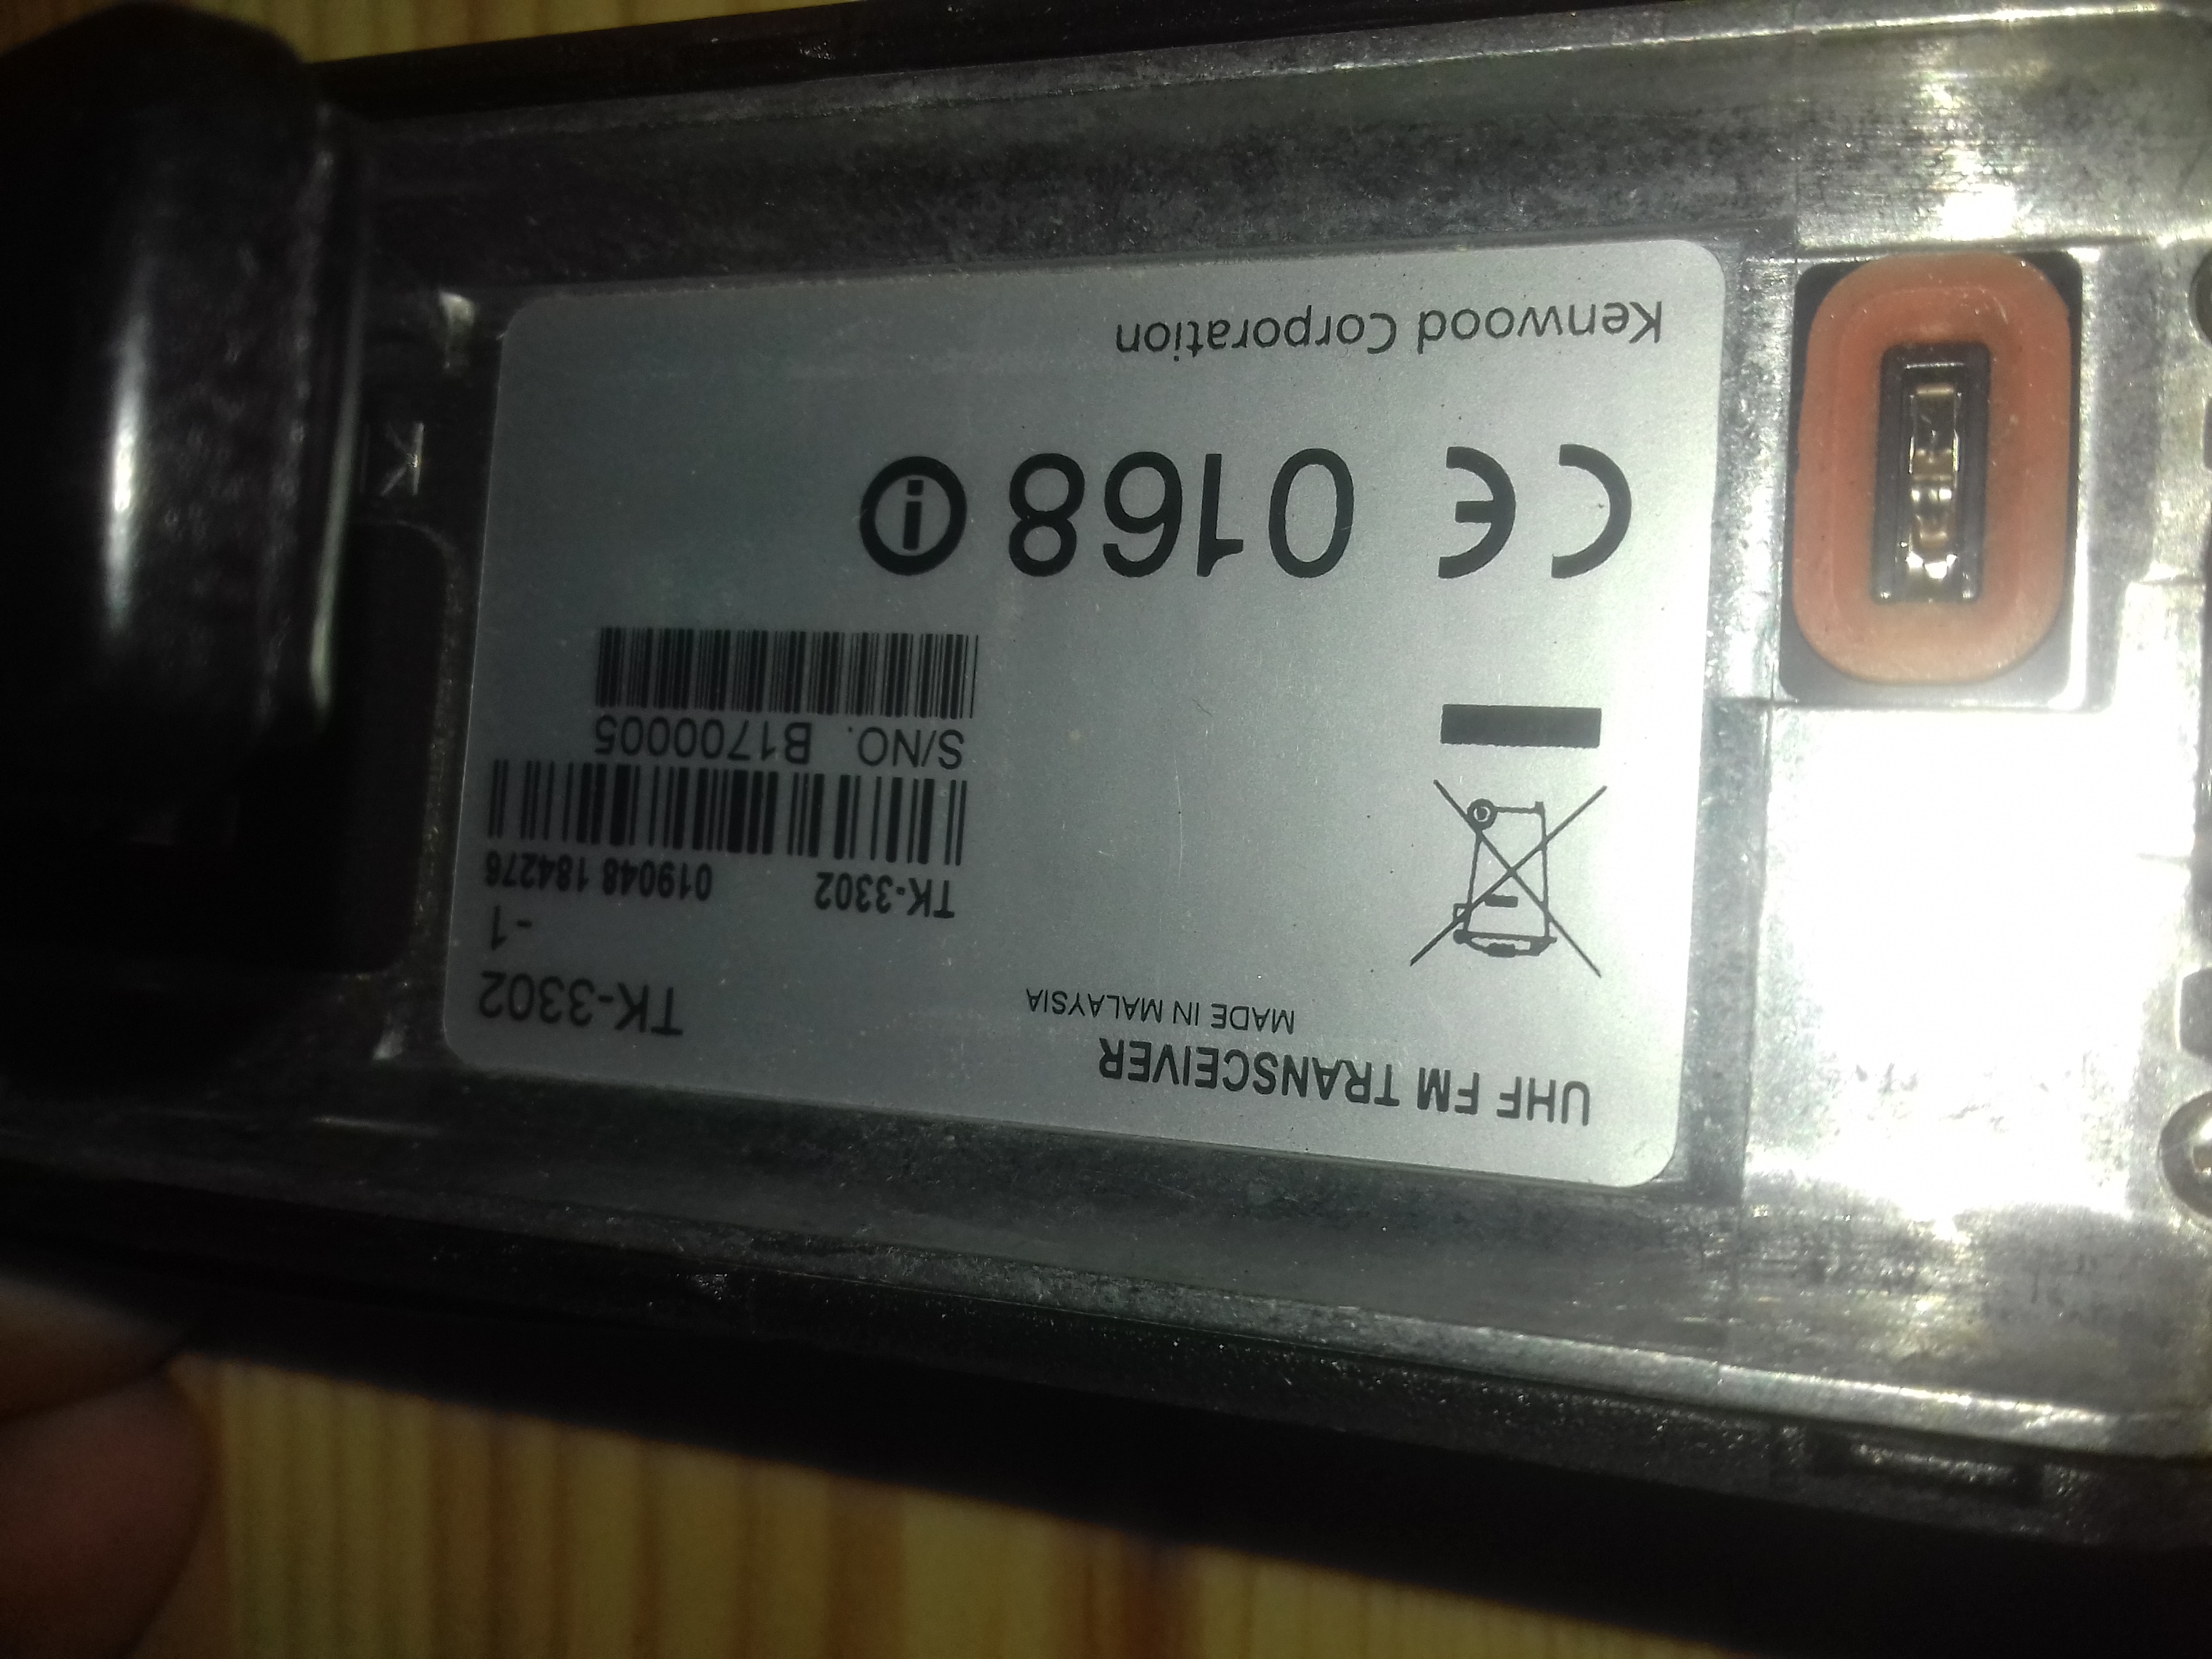 UHF FM TRANSCEIVER
MADE IN MALAYSIA
TK-3302
-1
TK-3302 019048 184276
S/NO. B1700005
CE 0168
Kenwood Corporation
K